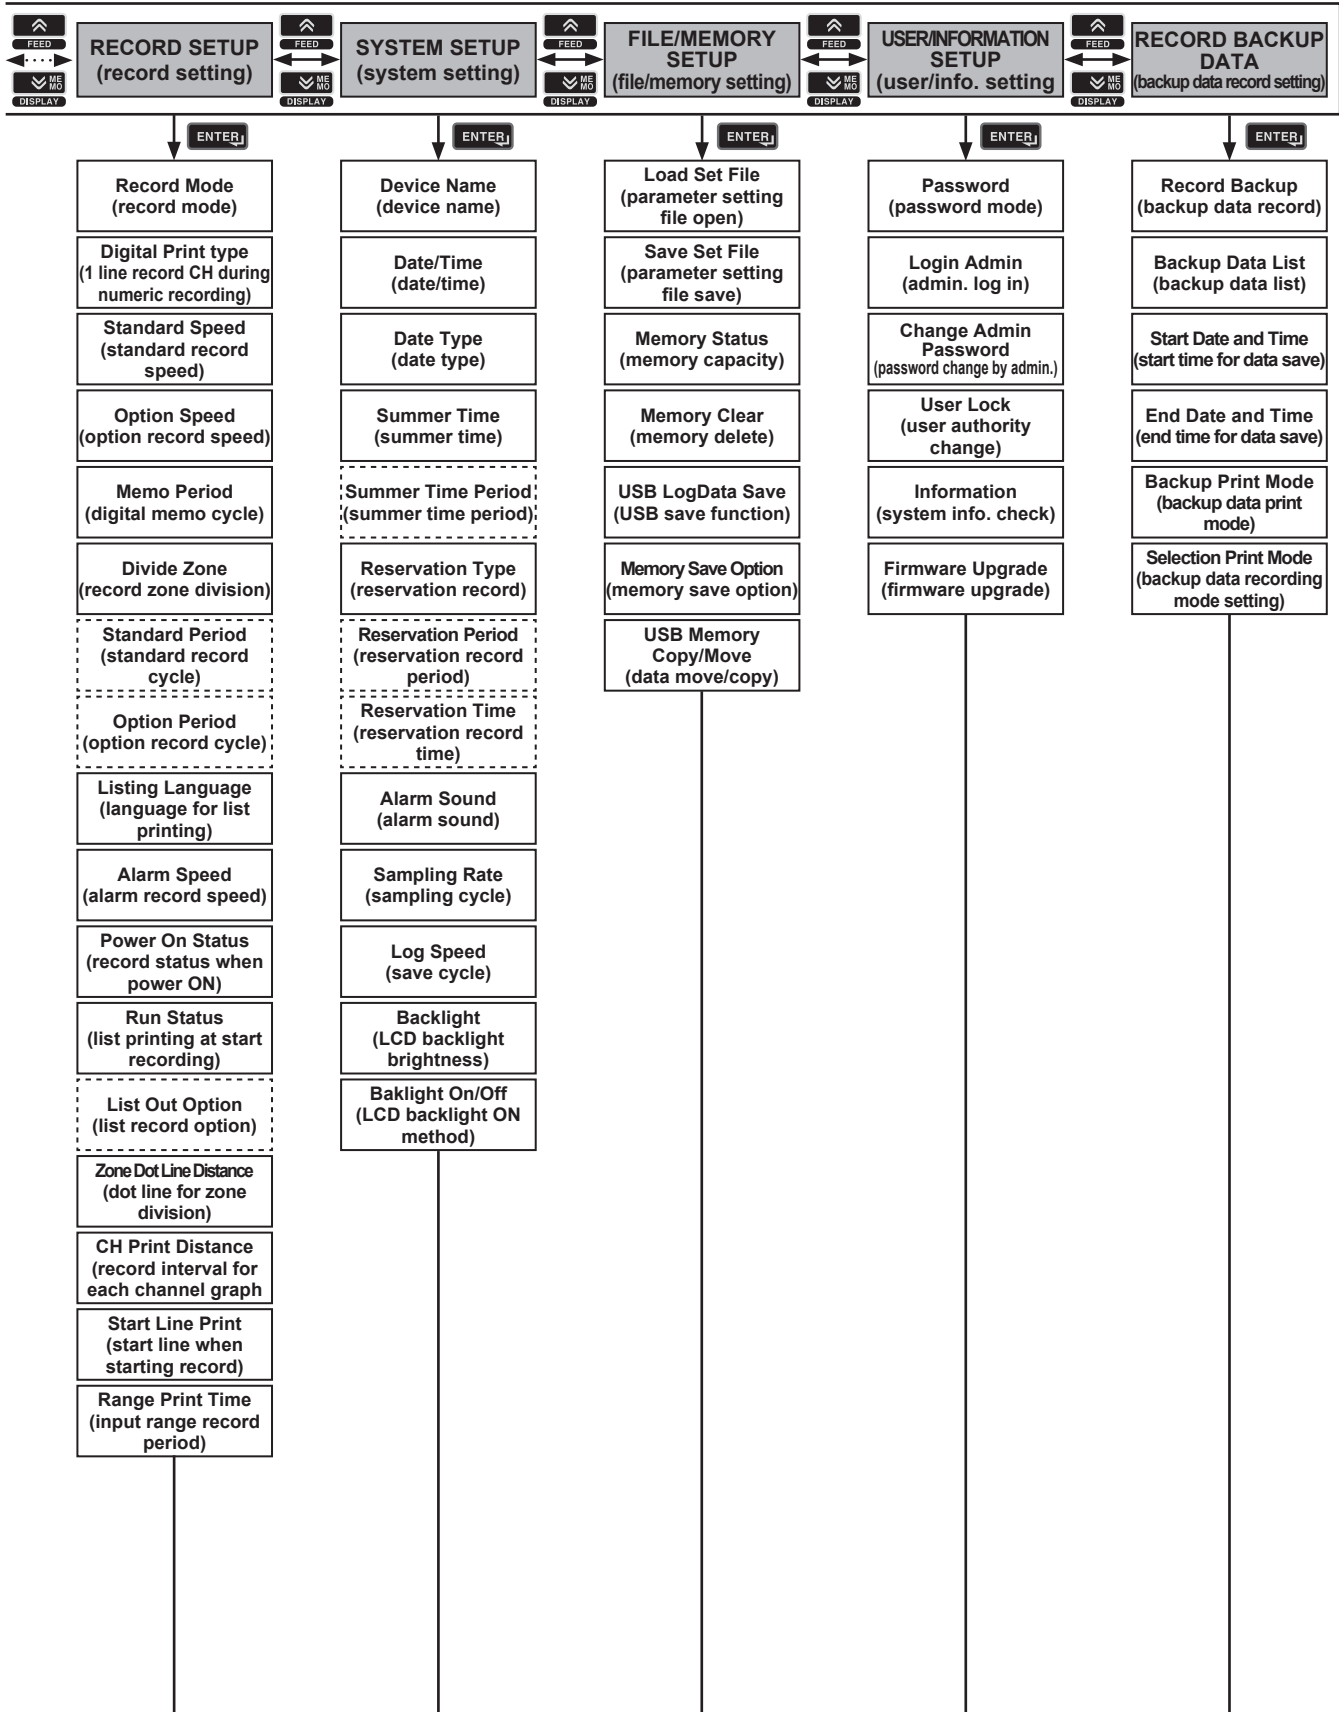 FEED
ME
MO
DISPLAY
RECORD SETUP
(record setting)
FEED
ME
MO
DISPLAY
SYSTEM SETUP
(system setting)
FEED
ME
MO
DISPLAY
FILE/MEMORY
SETUP
(file/memory setting)
FEED
ME
MO
DISPLAY
USER/INFORMATION
SETUP
(user/info. setting
FEED
ME
MO
DISPLAY
RECORD BACKUP
DATA
(backup data record setting)
ENTER
ENTER
ENTER
ENTER
ENTER
Record Mode
(record mode)
Digital Print type
(1 line record CH during
numeric recording)
Standard Speed
(standard record
speed)
Option Speed
(option record speed)
Memo Period
(digital memo cycle)
Divide Zone
(record zone division)
Standard Period
(standard record
cycle)
Option Period
(option record cycle)
Listing Language
(language for list
printing)
Alarm Speed
(alarm record speed)
Power On Status
(record status when
power ON)
Run Status
(list printing at start
recording)
List Out Option
(list record option)
Zone Dot Line Distance
(dot line for zone
division)
CH Print Distance
(record interval for
each channel graph
Start Line Print
(start line when
starting record)
Range Print Time
(input range record
period)
Device Name
(device name)
Date/Time
(date/time)
Date Type
(date type)
Summer Time
(summer time)
Summer Time Period
(summer time period)
Reservation Type
(reservation record)
Reservation Period
(reservation record
period)
Reservation Time
(reservation record
time)
Alarm Sound
(alarm sound)
Sampling Rate
(sampling cycle)
Log Speed
(save cycle)
Backlight
(LCD backlight
brightness)
Baklight On/Off
(LCD backlight ON
method)
Load Set File
(parameter setting
file open)
Save Set File
(parameter setting
file save)
Memory Status
(memory capacity)
Memory Clear
(memory delete)
USB LogData Save
(USB save function)
Memory Save Option
(memory save option)
USB Memory
Copy/Move
(data move/copy)
Password
(password mode)
Login Admin
(admin. log in)
Change Admin
Password
(password change by admin.)
User Lock
(user authority
change)
Information
(system info. check)
Firmware Upgrade
(firmware upgrade)
Record Backup
(backup data record)
Backup Data List
(backup data list)
Start Date and Time
(start time for data save)
End Date and Time
(end time for data save)
Backup Print Mode
(backup data print
mode)
Selection Print Mode
(backup data recording
mode setting)